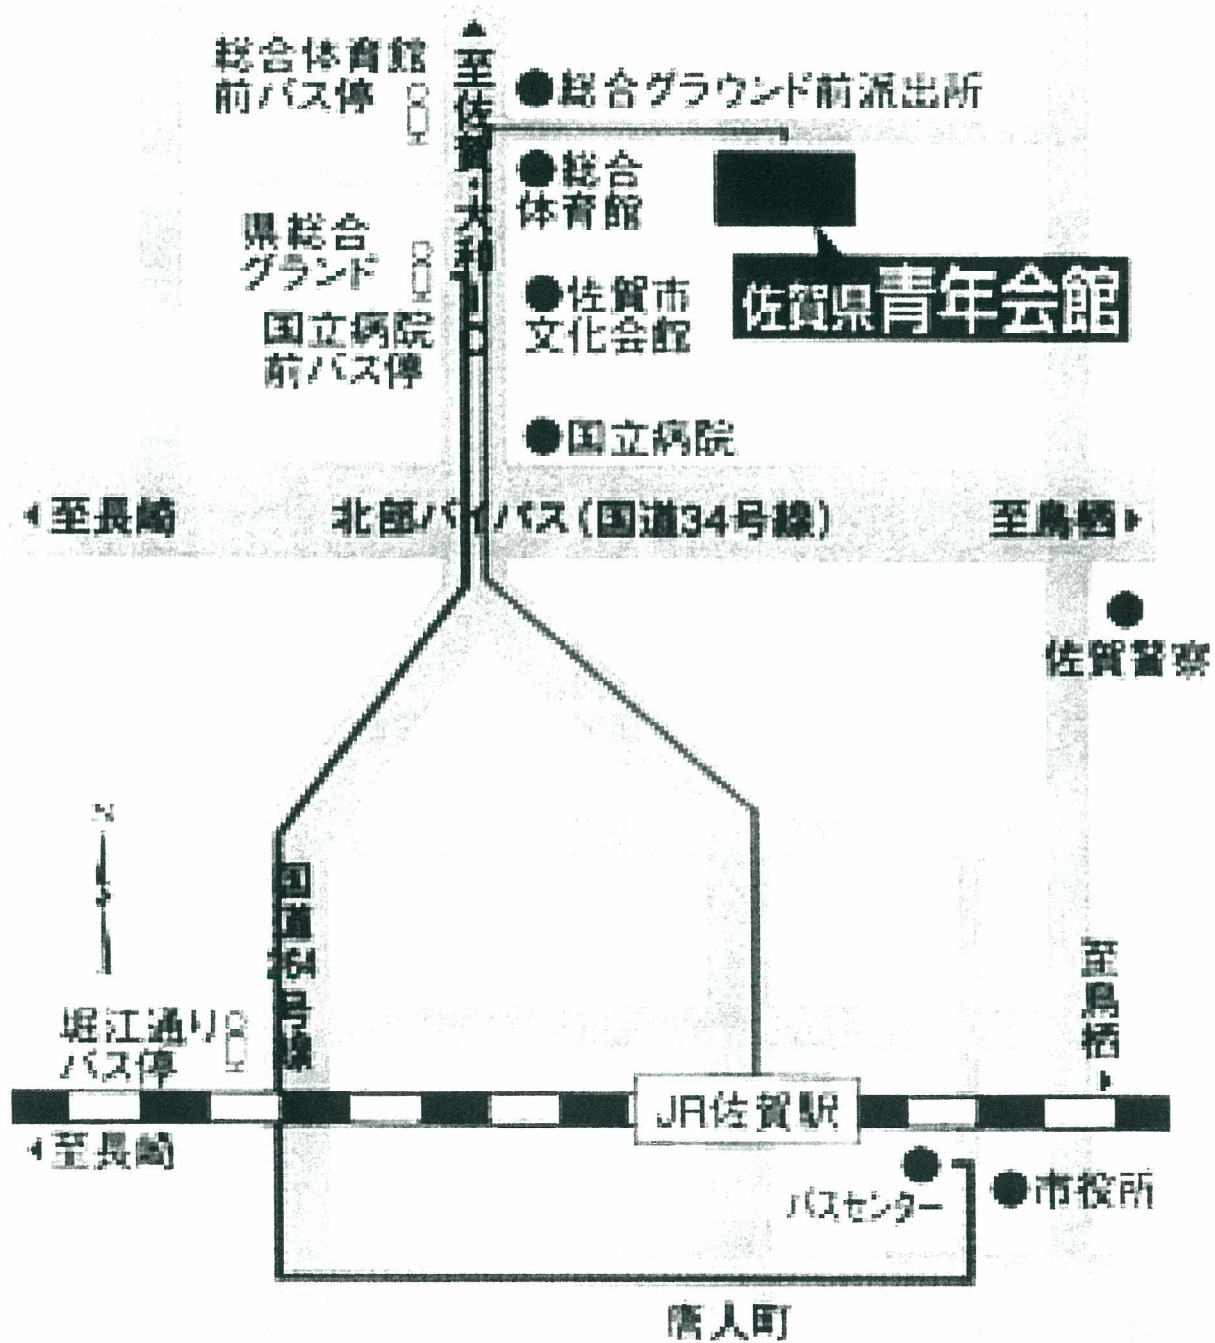 総合体育館
前バス停
至佐賀・大和IC
総合グラウンド前派出所
総合
体育館
県総合
グランド
佐賀市
文化会館
佐賀県青年会館
国立病院
前バス停
国立病院
至長崎
北部バイパス(国道34号線)
至鳥栖
佐賀警察
N
国道264号線
至鳥栖
堀江通り
バス停
JR佐賀駅
至長崎
バスセンター
市役所
唐人町